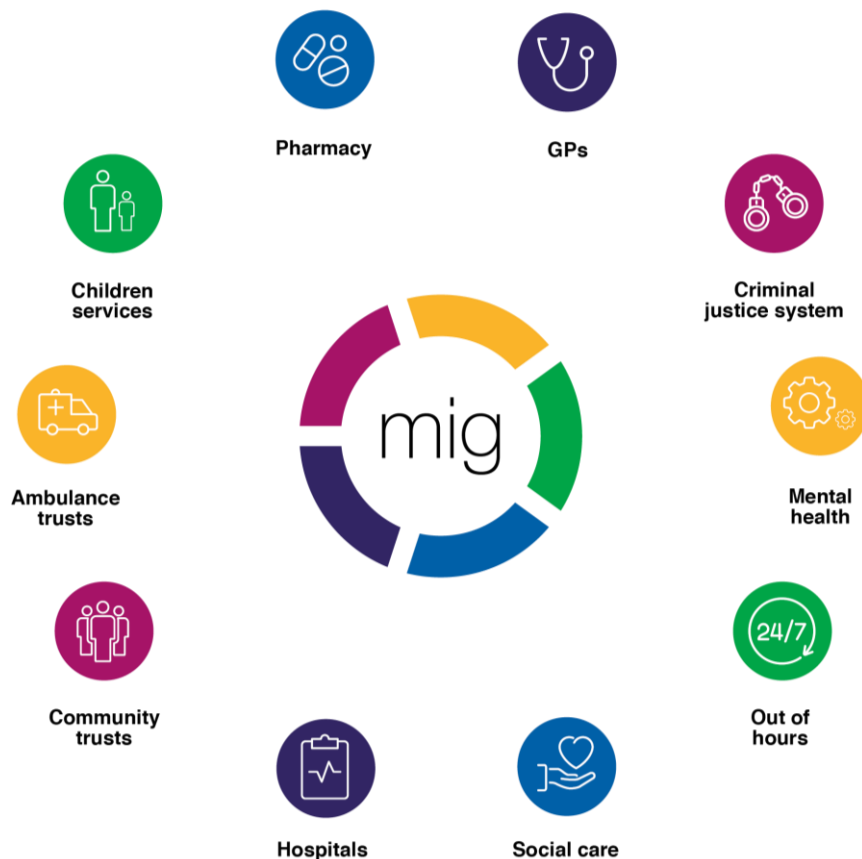 Pharmacy
GPs
Children
services
Criminal
justice system
mig
Ambulance
trusts
Mental
health
24/7
Community
trusts
Out of
hours
Hospitals
Social care